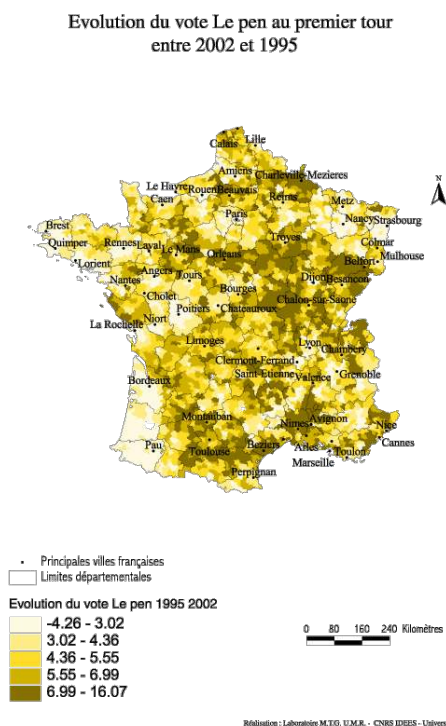 Evolution du vote Le pen au premier tour
entre 2002 et 1995
N
Calais
Lille
Amiens
Charleville-Mezieres
Le Havre
Rouen
Beauvais
Caen
Reims
Metz
Paris
Nancy
Strasbourg
Brest
Troyes
Colmar
Quimper
Rennes
Laval
Le Mans
Orleans
Mulhouse
Lorient
Belfort
Angers
Dijon
Besancon
Nantes
Tours
Bourges
Cholet
Chalon-sur-Saone
Poitiers
Chateauroux
Niort
La Rochelle
Limoges
Lyon
Chambery
Clermont-Ferrand
Saint-Etienne
Grenoble
Valence
Bordeaux
Montauban
Avignon
Nimes
Nice
Pau
Toulouse
Beziers
Arles
Cannes
Marseille
Toulon
Perpignan
Principales villes françaises
Limites départementales
Evolution du vote Le pen 1995 2002
-4.26 - 3.02
3.02 - 4.36
4.36 - 5.55
5.55 - 6.99
6.99 - 16.07
0 80 160 240 Kilomètres
Réalisation : Laboratoire M.T.G. U.M.R. - CNRS IDEES - Univers